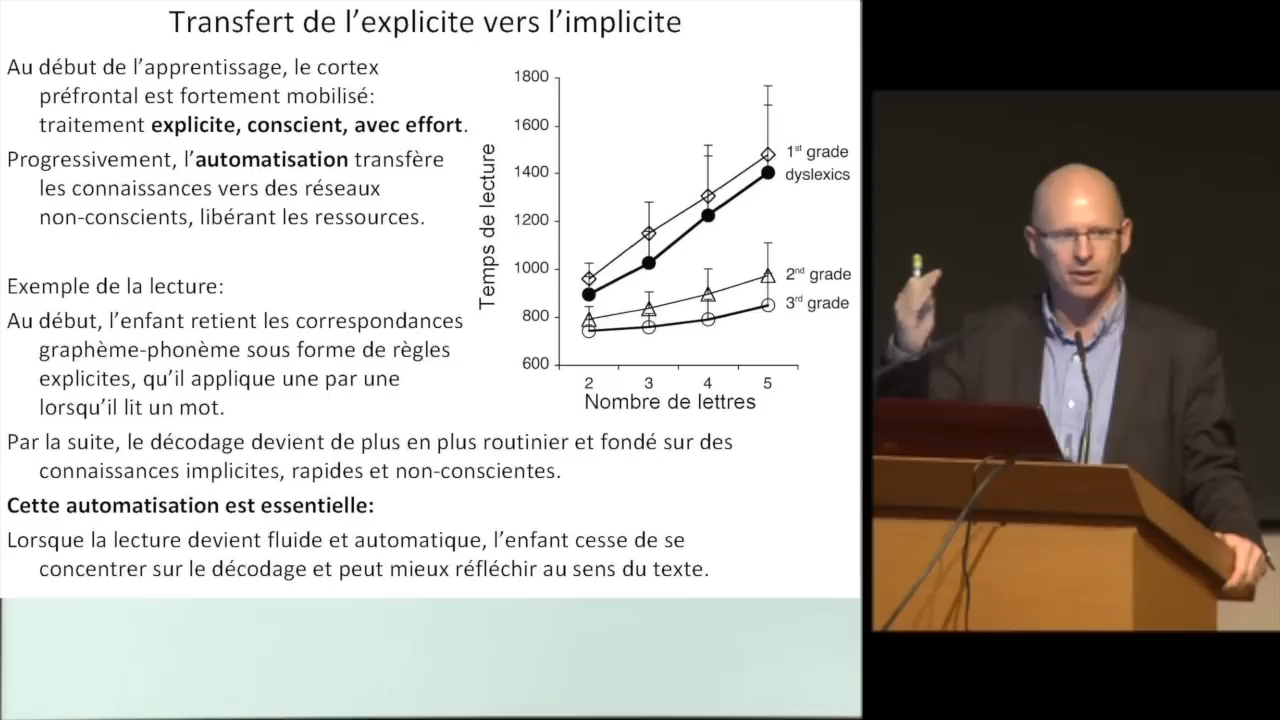 Transfert de l'explicite vers l'implicite
Au début de l'apprentissage, le cortex
préfrontal est fortement mobilisé:
traitement explicite, conscient, avec effort.
Progressivement, l'automatisation transfère
les connaissances vers des réseaux
non-conscients, libérant les ressources.
Exemple de la lecture:
Au début, l'enfant retient les correspondances
graphème-phonème sous forme de règles
explicites, qu'il applique une par une
lorsqu'il lit un mot.
Par la suite, le décodage devient de plus en plus routinier et fondé sur des
connaissances implicites, rapides et non-conscientes.
Cette automatisation est essentielle:
Lorsque la lecture devient fluide et automatique, l'enfant cesse de se
concentrer sur le décodage et peut mieux réfléchir au sens du texte.
Temps de lecture
1800
1600
1400
1200
1000
800
600
2 3 4 5
Nombre de lettres
1st grade
dyslexics
2nd grade
3rd grade